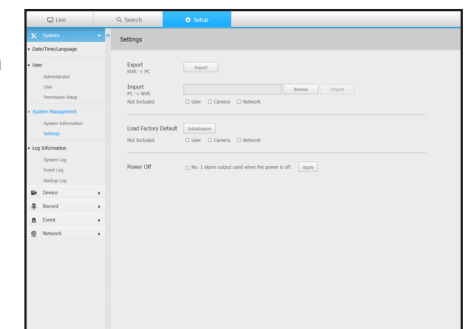 Live
Search
Setup
System
Date/Time/Language
User
Administrator
User
Permission Setup
System Management
System Information
Settings
Log Information
System Log
Event Log
Backup Log
Device
Record
Event
Network
Settings
Export
NVR -> PC
Export
Import
PC -> NVR
Browse
Import
Not Included
User
Camera
Network
Load Factory Default
Initialization
Not Included
User
Camera
Network
Power Off
No. 1 alarm output used when the power is off.
Apply